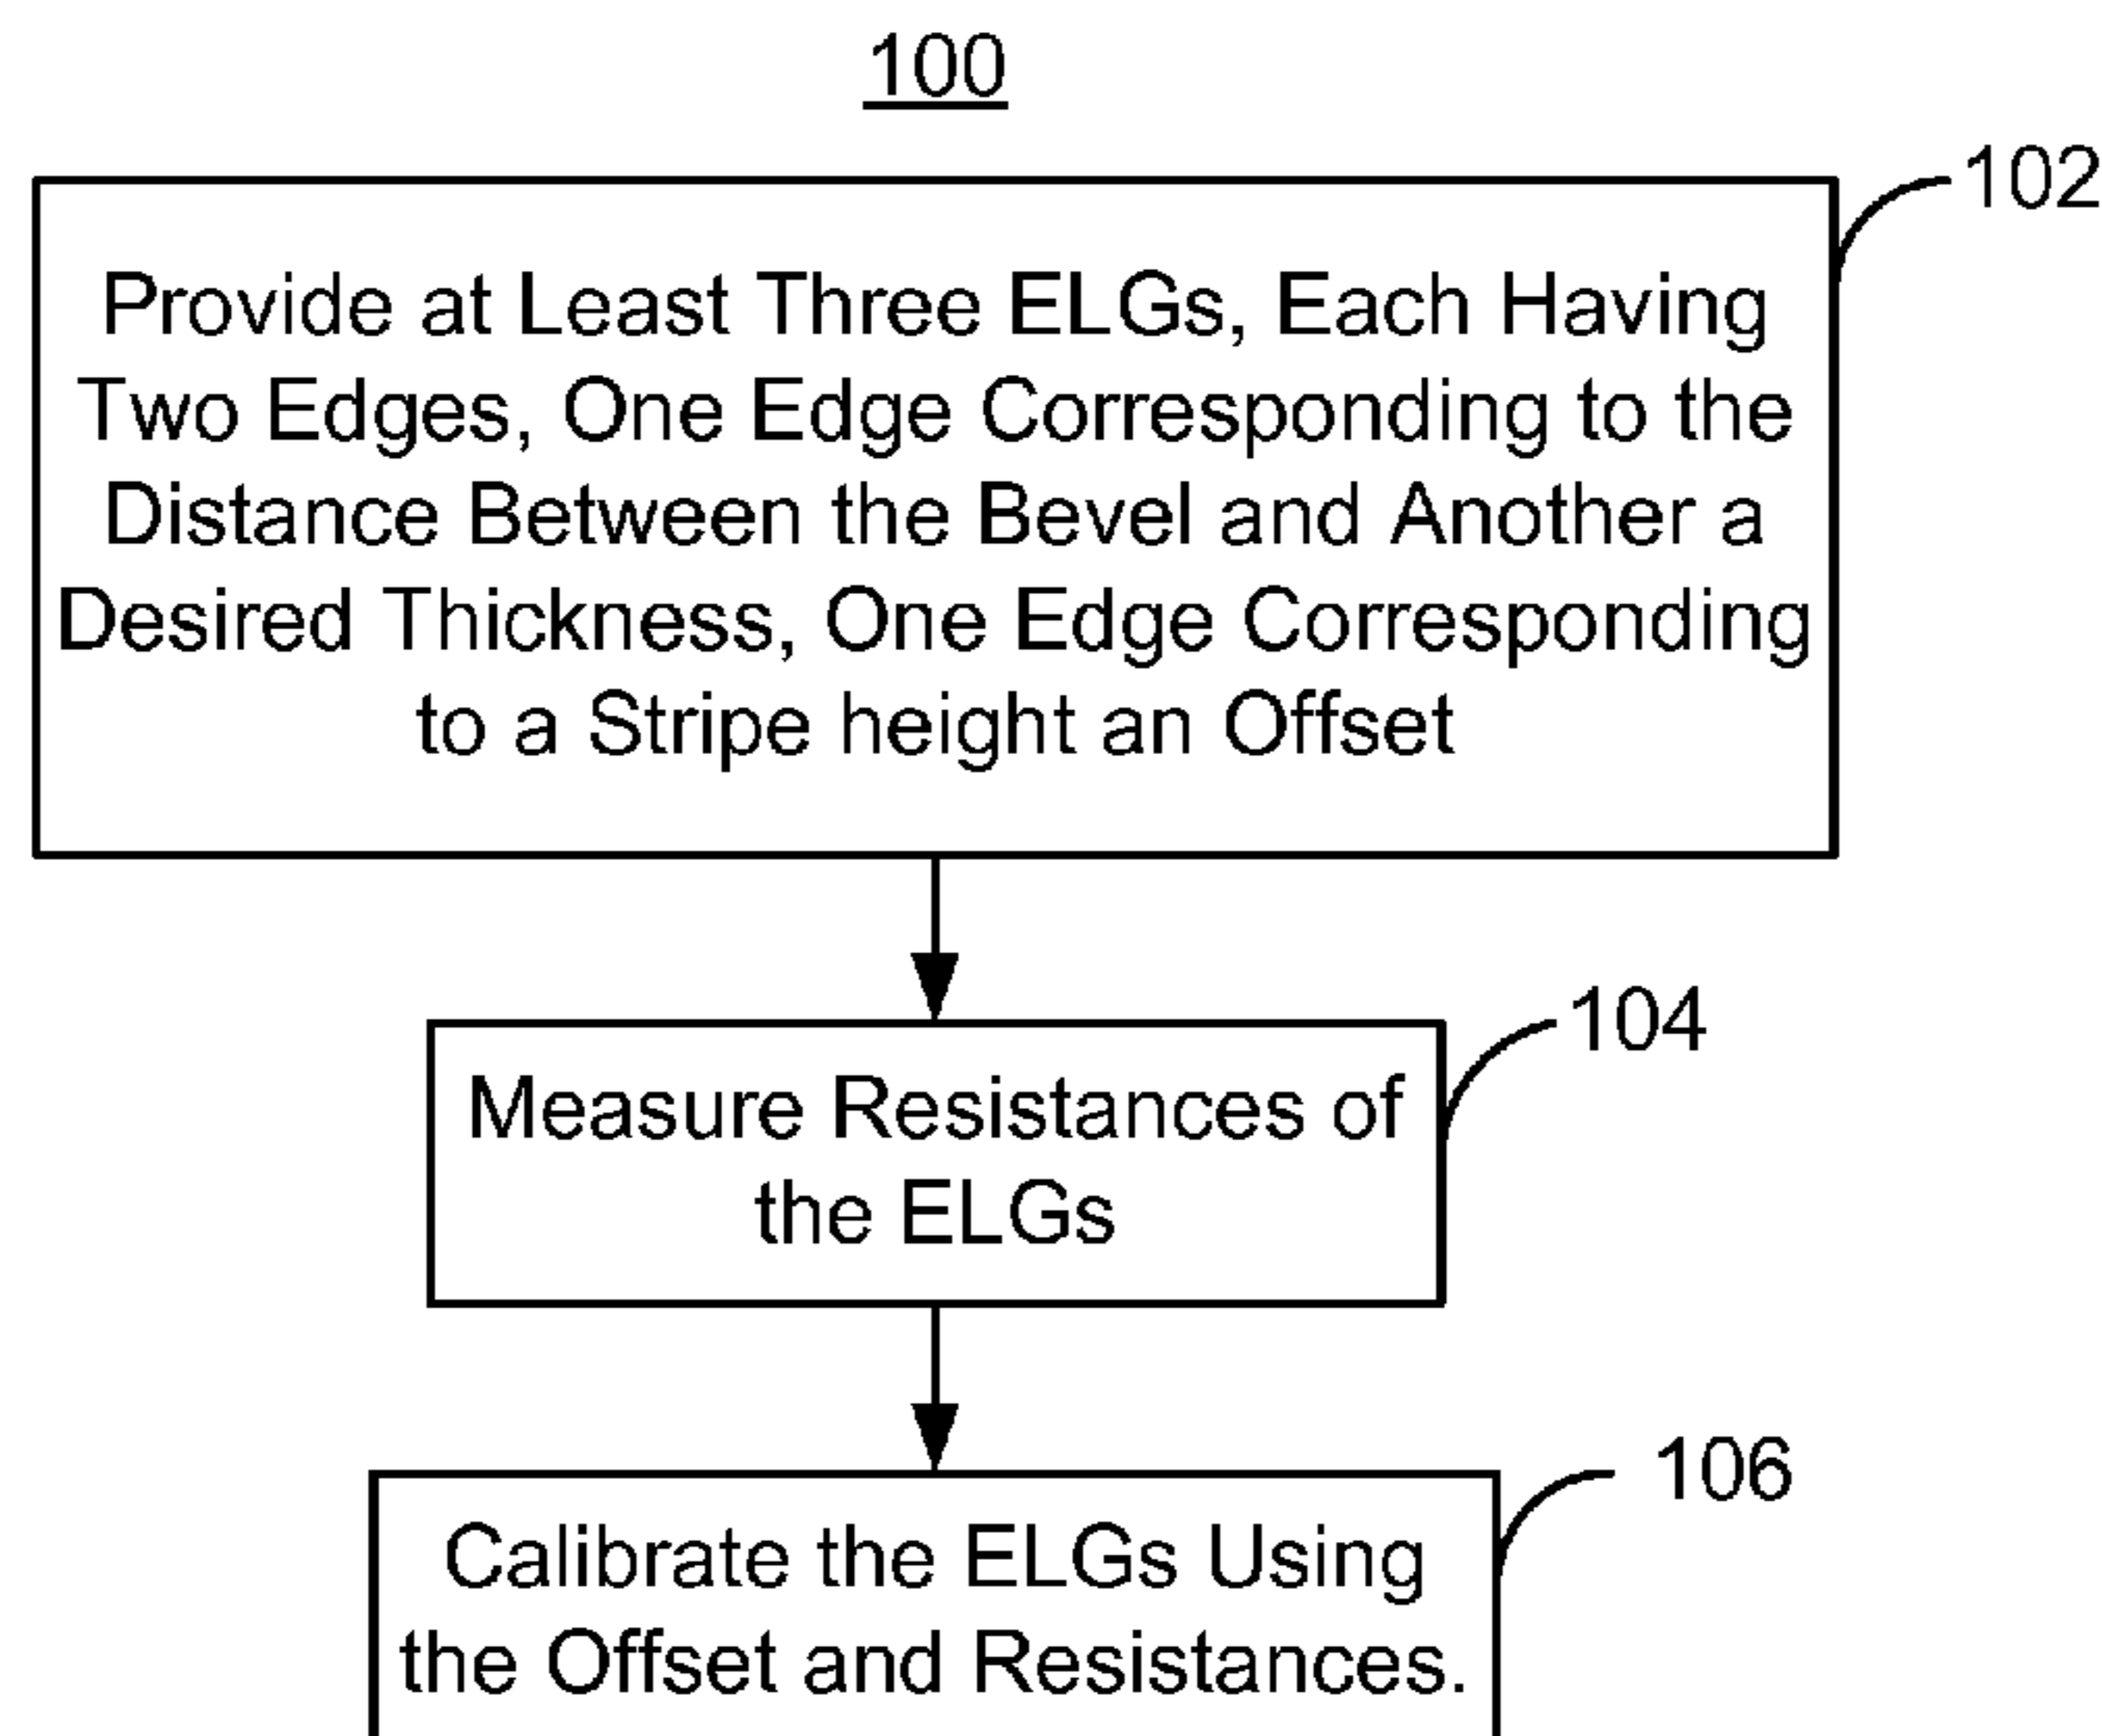 100
102
Provide at Least Three ELGs, Each Having
Two Edges, One Edge Corresponding to the
Distance Between the Bevel and Another a
Desired Thickness, One Edge Corresponding
to a Stripe height an Offset
104
Measure Resistances of
the ELGs
106
Calibrate the ELGs Using
the Offset and Resistances.